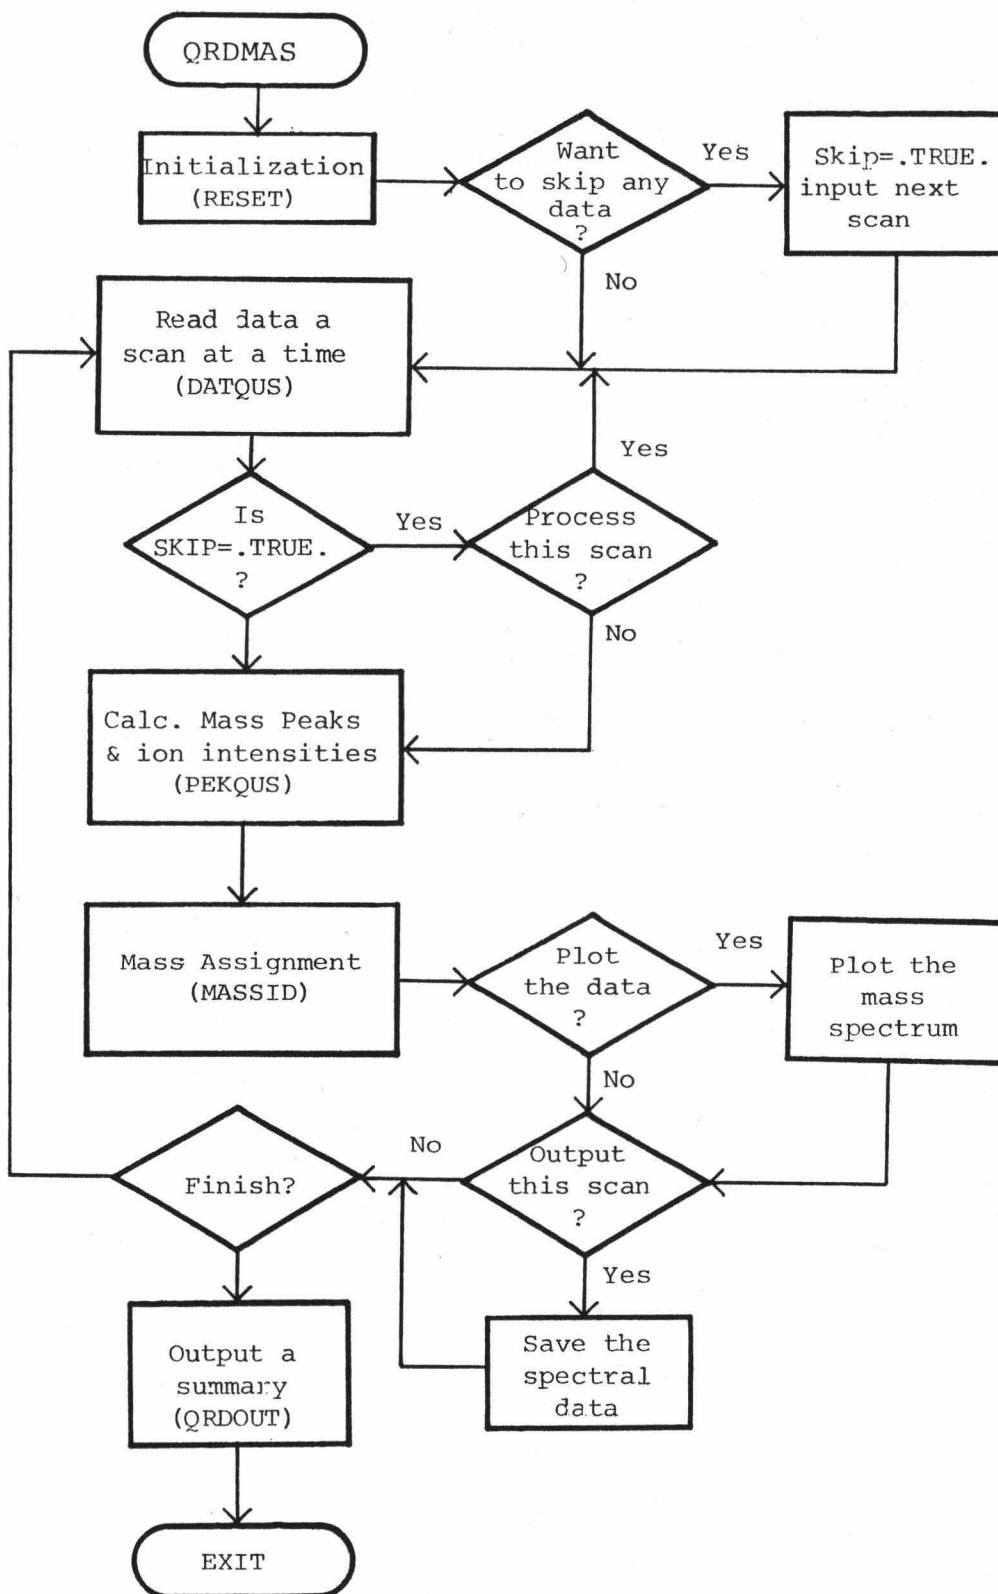 QRDMAS
Initialization
(RESET)
Want
to skip any
data
?
Yes
Skip=.TRUE.
input next
scan
No
Read data a
scan at a time
(DATQUS)
Yes
Is
SKIP=.TRUE.
?
Yes
Process
this scan
?
No
Calc. Mass Peaks
& ion intensities
(PEKQUS)
Mass Assignment
(MASSID)
Plot
the data
?
Yes
Plot the
mass
spectrum
No
Output
this scan
?
No
Finish?
Yes
Save the
spectral
data
Output a
summary
(QRDOUT)
EXIT